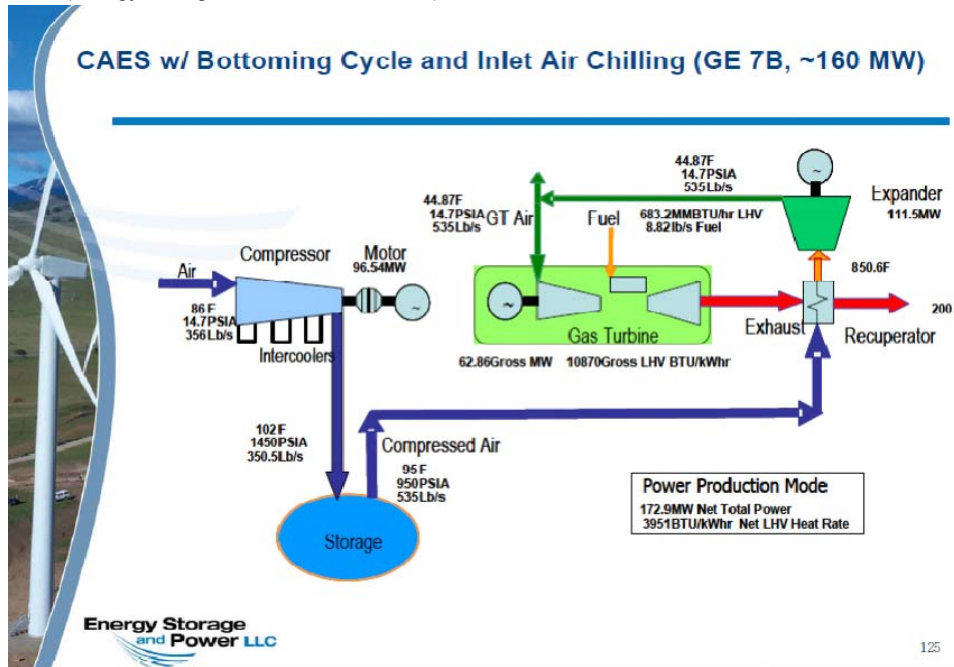 CAES w/ Bottoming Cycle and Inlet Air Chilling (GE 7B, ~160 MW)
44.87F
14.7PSIA
535Lb/s
~
Expander
111.5MW
44.87F
14.7PSIA
535Lb/s
GT Air
Fuel
683.2MMBTU/hr LHV
8.82lb/s Fuel
850.6F
Compressor
Motor
96.54MW
Air
86F
14.7PSIA
356Lb/s
Intercoolers
~
~
Gas Turbine
Exhaust
200
Recuperator
62.86Gross MW 10870Gross LHV BTU/kWhr
102F
1450PSIA
350.5Lb/s
Compressed Air
95F
950PSIA
535Lb/s
Storage
Power Production Mode
172.9MW Net Total Power
3951BTU/kWhr Net LHV Heat Rate
Energy Storage
and Power LLC
125